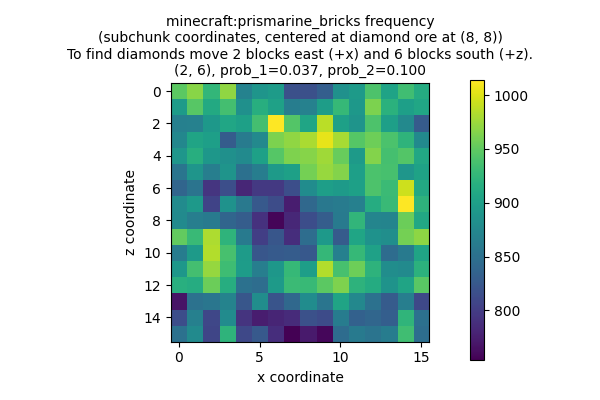 minecraft:prismarine_bricks frequency
(subchunk coordinates, centered at diamond ore at (8, 8))
To find diamonds move 2 blocks east (+x) and 6 blocks south (+z).
(2, 6), prob_1=0.037, prob_2=0.100
0
2
4
6
8
10
12
14
z coordinate
0
5
10
15
x coordinate
1000
950
900
850
800